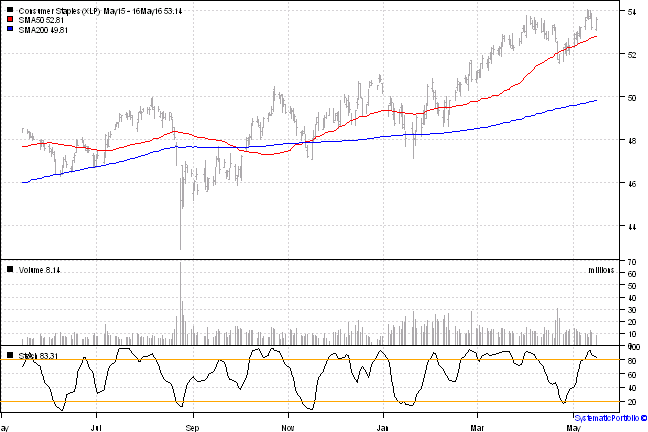 Consumer Staples (XLP) May15 - 16May16 53.14
SMA50 52.81
SMA200 49.81
54
52
50
48
46
44
Volume 8.14
millions
70
60
50
40
30
20
10
0
Stoch 83.31
100
80
60
40
20
ay
Jul
Sep
Nov
Jan
Mar
May
SystematicPortfolio ©